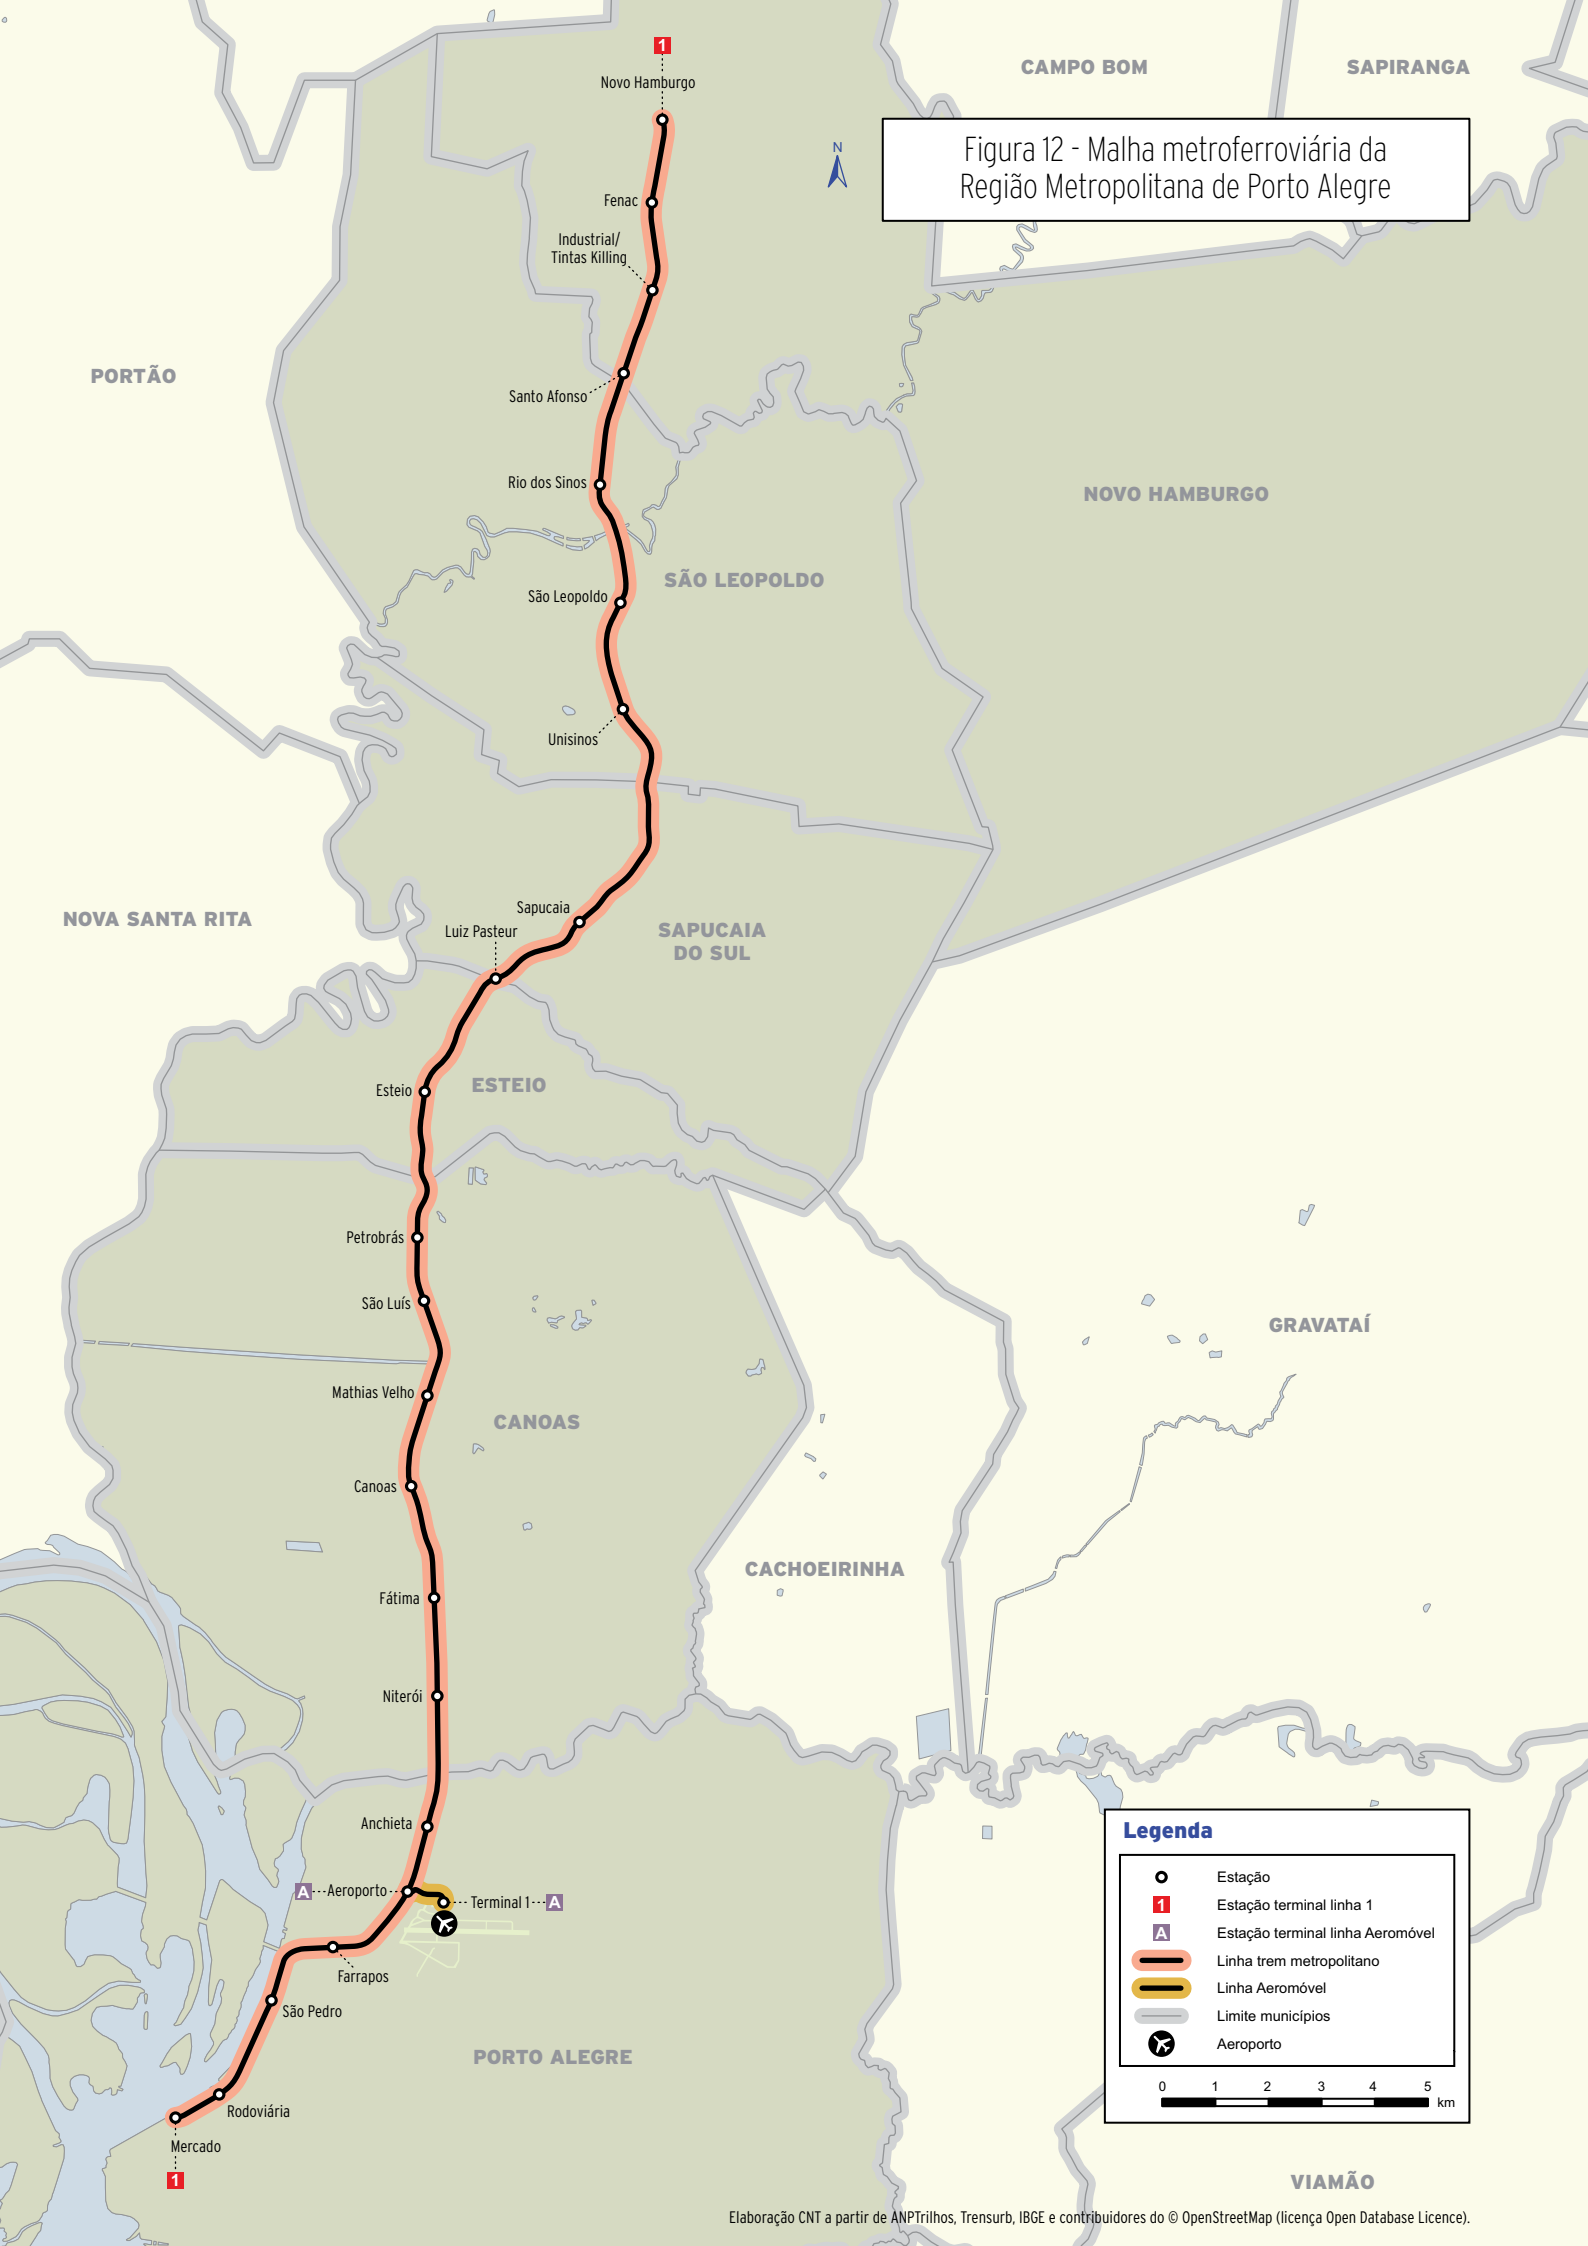 1
Novo Hamburgo
CAMPO BOM
SAPIRANGA
Figura 12 - Malha metroferroviária da
Região Metropolitana de Porto Alegre
N
Fenac
Industrial/
Tintas Killing
PORTÃO
Santo Afonso
Rio dos Sinos
NOVO HAMBURGO
SÃO LEOPOLDO
São Leopoldo
Unisinos
NOVA SANTA RITA
Sapucaia
Luiz Pasteur
SAPUCAIA
DO SUL
Esteio
ESTEIO
Petrobrás
São Luís
GRAVATAÍ
Mathias Velho
CANOAS
Canoas
CACHOEIRINHA
Fátima
Niterói
Anchieta
A
Aeroporto
Terminal 1
A
Farrapos
São Pedro
PORTO ALEGRE
Rodoviária
Mercado
1
Legenda
Estação
1
Estação terminal linha 1
A
Estação terminal linha Aeromóvel
Linha trem metropolitano
Linha Aeromóvel
Limite municípios
Aeroporto
0 1 2 3 4 5
km
VIAMÃO
Elaboração CNT a partir de ANPTrilhos, Trensurb, IBGE e contribuidores do © OpenStreetMap (licença Open Database Licence).